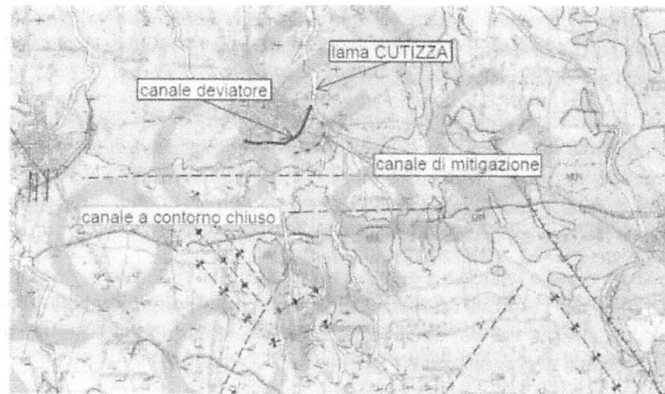 lama CUTIZZA
canale deviatore
canale di mitigazione
canale a contorno chiuso